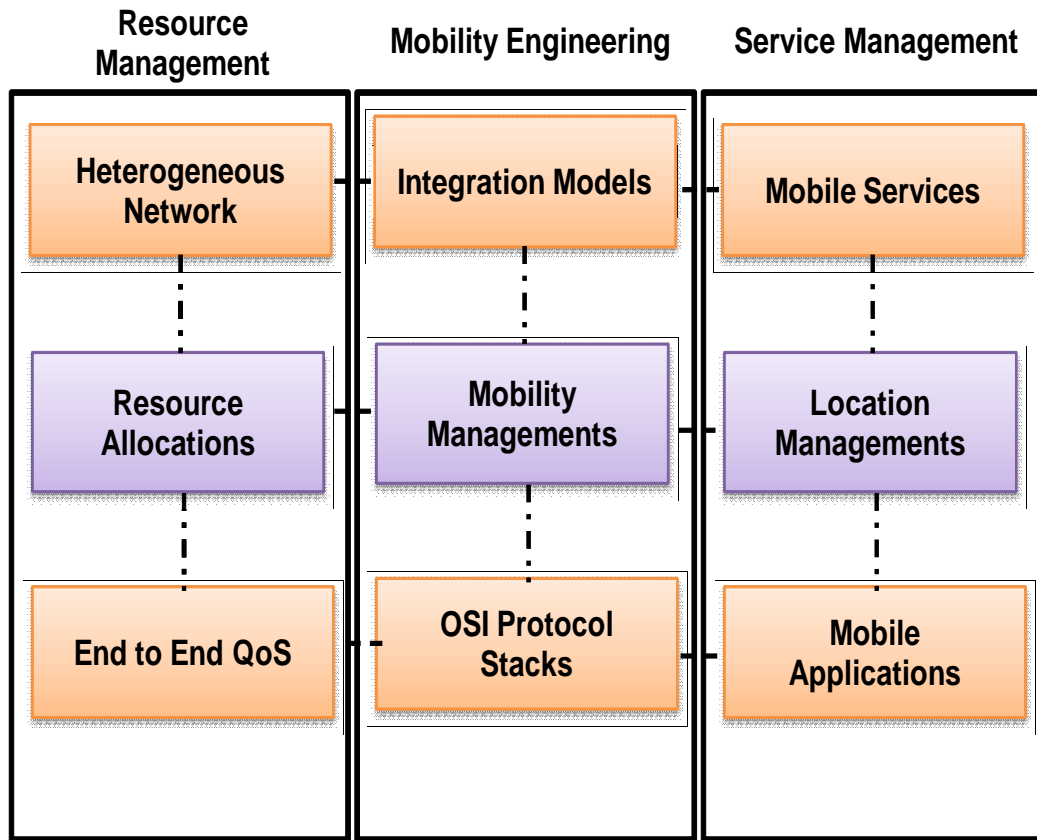 Resource
Management
Mobility Engineering
Service Management
Heterogeneous
Network
Integration Models
Mobile Services
Resource
Allocations
Mobility
Managements
Location
Managements
End to End QoS
OSI Protocol
Stacks
Mobile
Applications